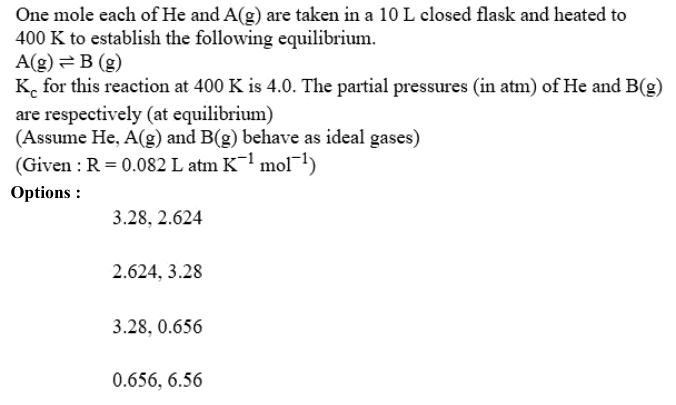 One mole each of He and A(g) are taken in a 10 L closed flask and heated to
400 K to establish the following equilibrium.
A(g) ⇌ B (g)
K_c for this reaction at 400 K is 4.0. The partial pressures (in atm) of He and B(g)
are respectively (at equilibrium)
(Assume He, A(g) and B(g) behave as ideal gases)
(Given : R = 0.082 L atm K⁻¹ mol⁻¹)
Options :
3.28, 2.624
2.624, 3.28
3.28, 0.656
0.656, 6.56